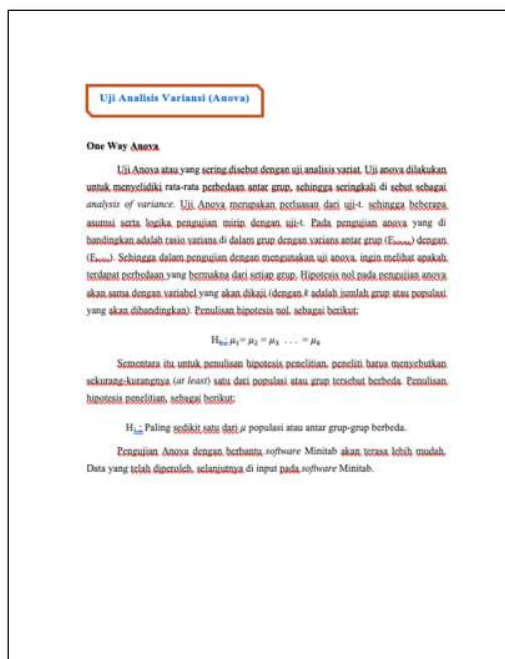 Uji Analisis Variansi (Anova)
One Way Anova
Uji Anova atau yang sering disebut dengan uji analisis variat. Uji anova dilakukan
untuk menyelidiki rata-rata perbedaan antar grup, sehingga seringkali di sebut sebagai
analysis of variance. Uji Anova merupakan perluasan dari uji-t. sehingga beberapa
asumsi serta logika pengujian mirip dengan uji-t. Pada pengujian anova yang di
bandingkan adalah rasio varians di dalam grup dengan varians antar grup () dengan
(). Sehingga dalam pengujian dengan mengunakan uji anova, ingin melihat apakah
terdapat perbedaan yang bermakna dari setiap grup. Hipotesis nol pada pengujian anova
akan sama dengan variabel yang akan dikaji (dengan k adalah jumlah grup atau populasi
yang akan dibandingkan). Penulisan hipotesis nol, sebagai berikut:
H₀ : μ₁ = μ₂ = μ₃ . . . = μₖ
Sementara itu untuk penulisan hipotesis penelitian, peneliti harus menyebutkan
sekurang-kurangnya (at least) satu dari populasi atau grup tersebut berbeda. Penulisan
hipotesis penelitian, sebagai berikut:
H₁ : Paling sedikit satu dari μ populasi atau antar grup-grup berbeda.
Pengujian Anova dengan berbantu software Minitab akan terasa lebih mudah.
Data yang telah diperoleh, selanjutnya di input pada software Minitab.